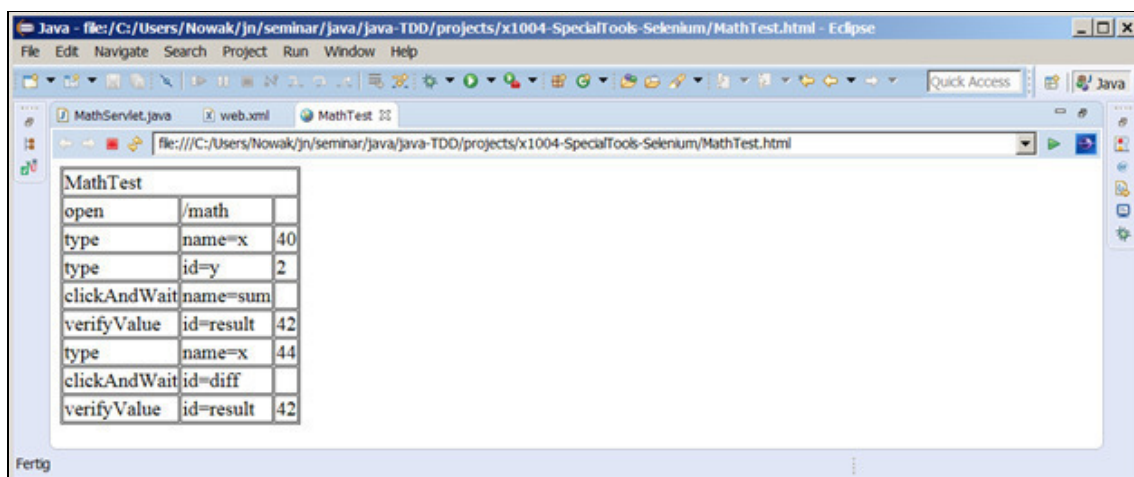 Java - file:/C:/Users/Nowak/jn/seminar/java/java-TDD/projects/x1004-SpecialTools-Selenium/MathTest.html - Eclipse
File Edit Navigate Search Project Run Window Help
Quick Access Java
MathServlet.java web.xml MathTest
file:///C:/Users/Nowak/jn/seminar/java/java-TDD/projects/x1004-SpecialTools-Selenium/MathTest.html
MathTest
open /math
type name=x 40
type id=y 2
clickAndWait name=sum
verifyValue id=result 42
type name=x 44
clickAndWait id=diff
verifyValue id=result 42
Fertig